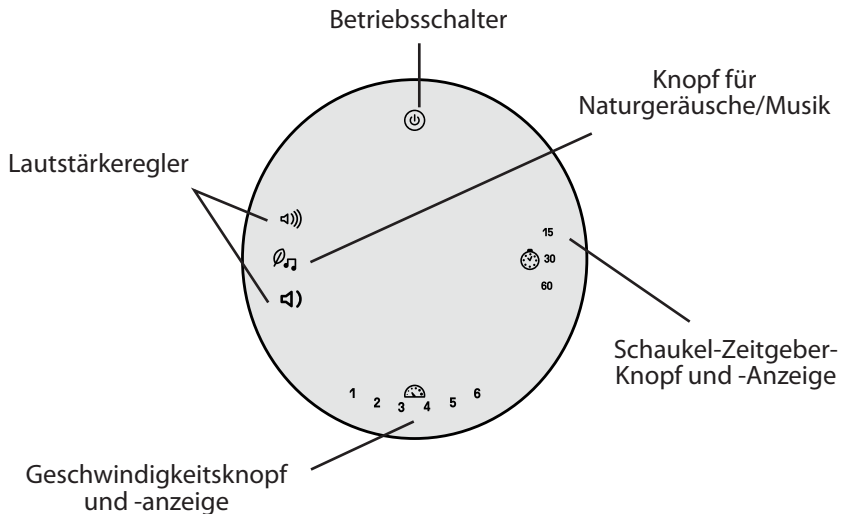 Betriebsschalter
Knopf für
Naturgeräusche/Musik
Lautstärkeregler
15
30
60
Schaukel-Zeitgeber-
Knopf und -Anzeige
1 2 3 4 5 6
Geschwindigkeitsknopf
und -anzeige